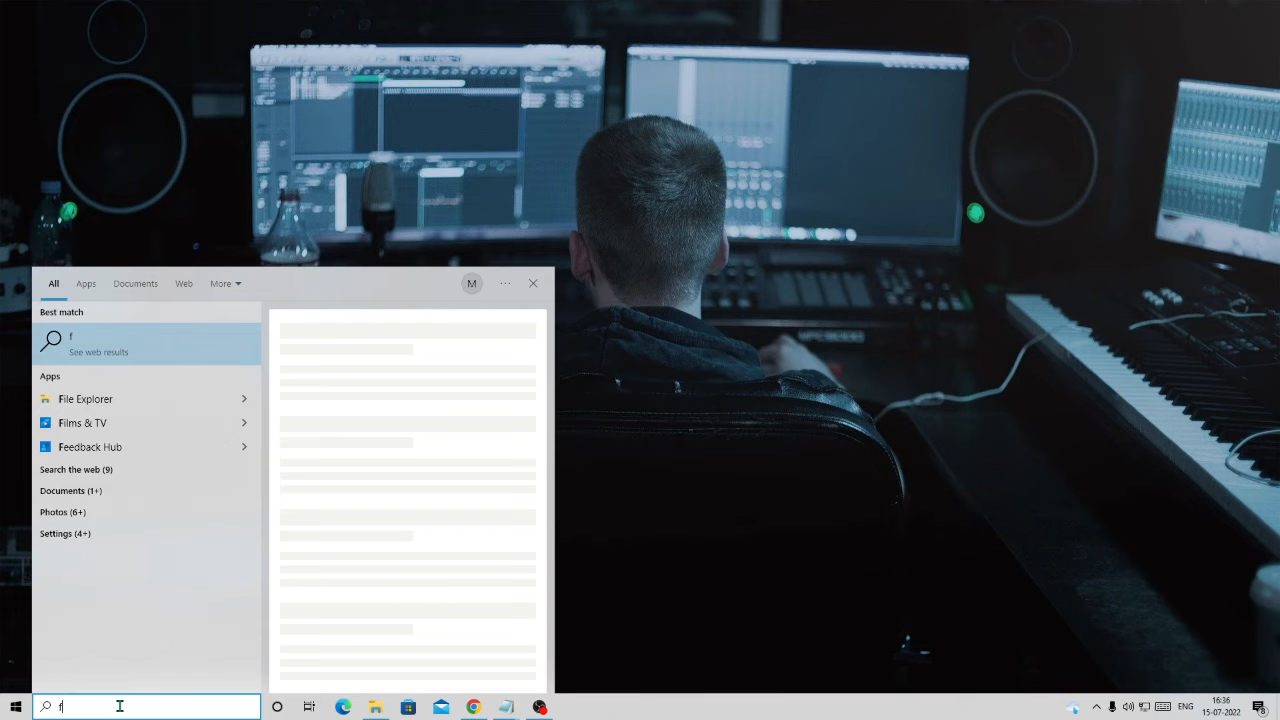 All Apps Documents Web More M ...
Best match
f
See web results
Apps
File Explorer
Films & TV
Feedback Hub
Search the web (9)
Documents (1+)
Photos (6+)
Settings (4+)
f
ENG
16:36
15-07-2022
8